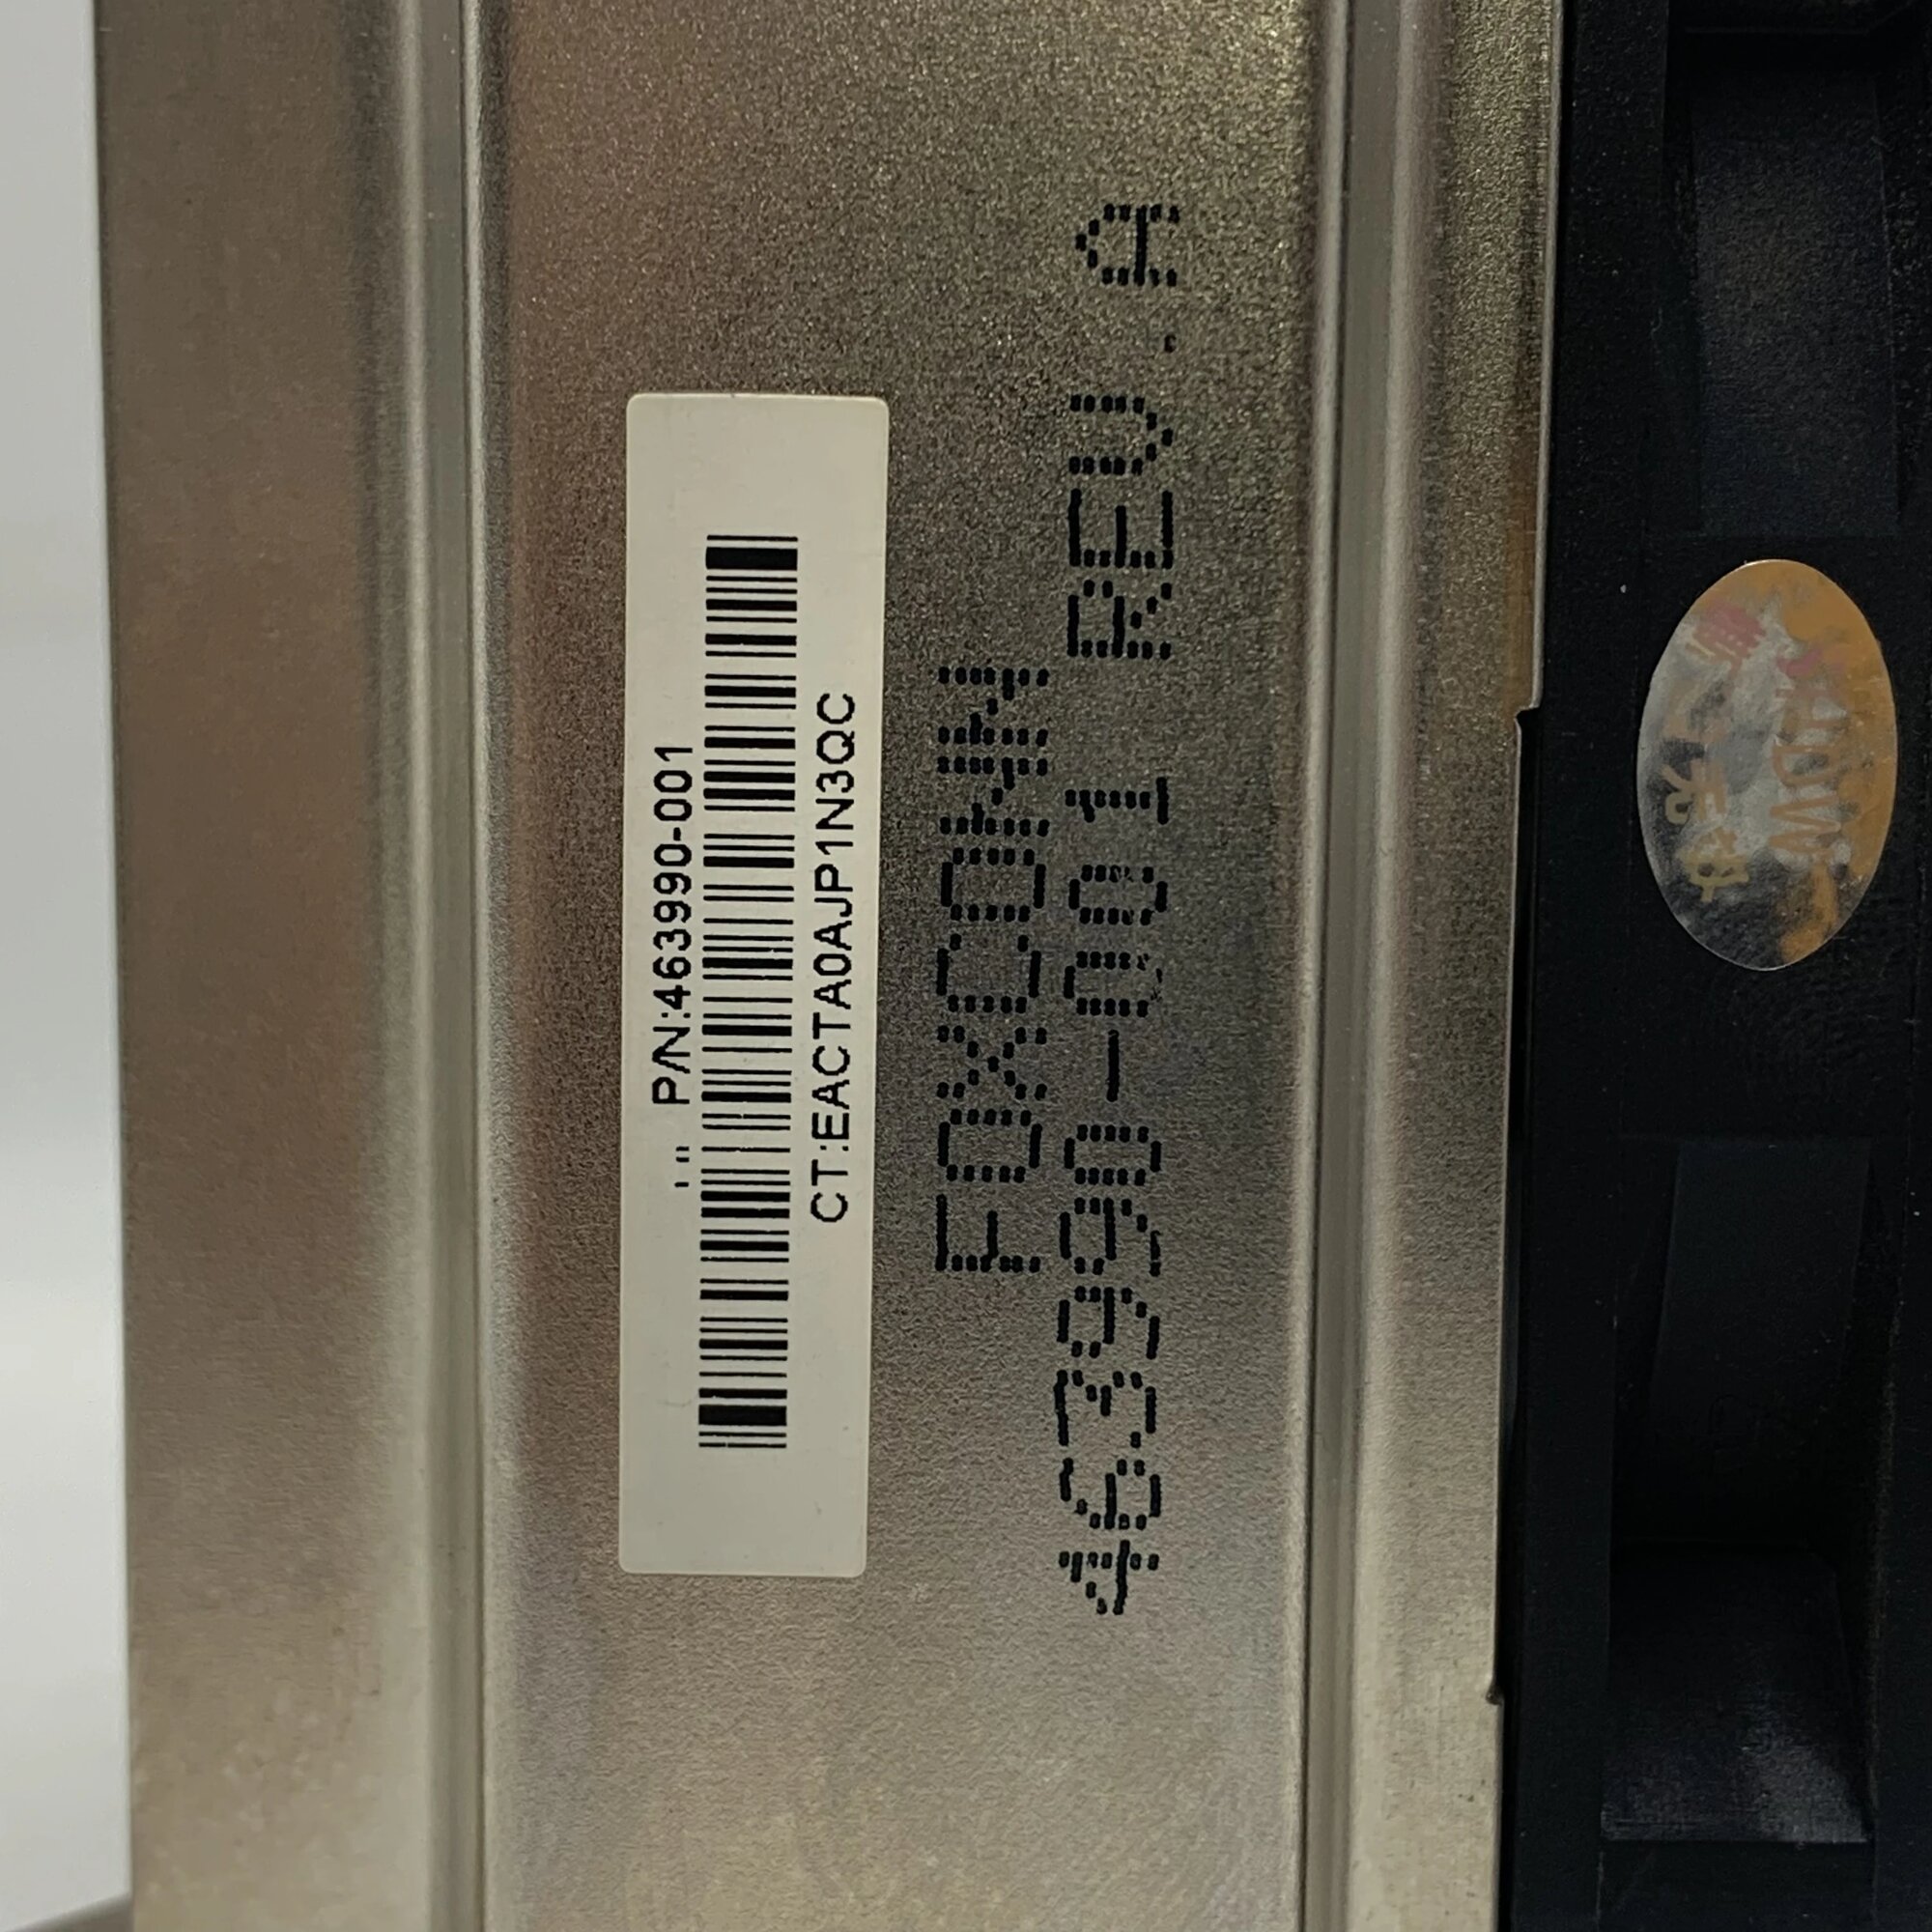 P/N:463990-001
CT:EACTA0AJP1N3QC
FOXCONN
463990-001 REV.A